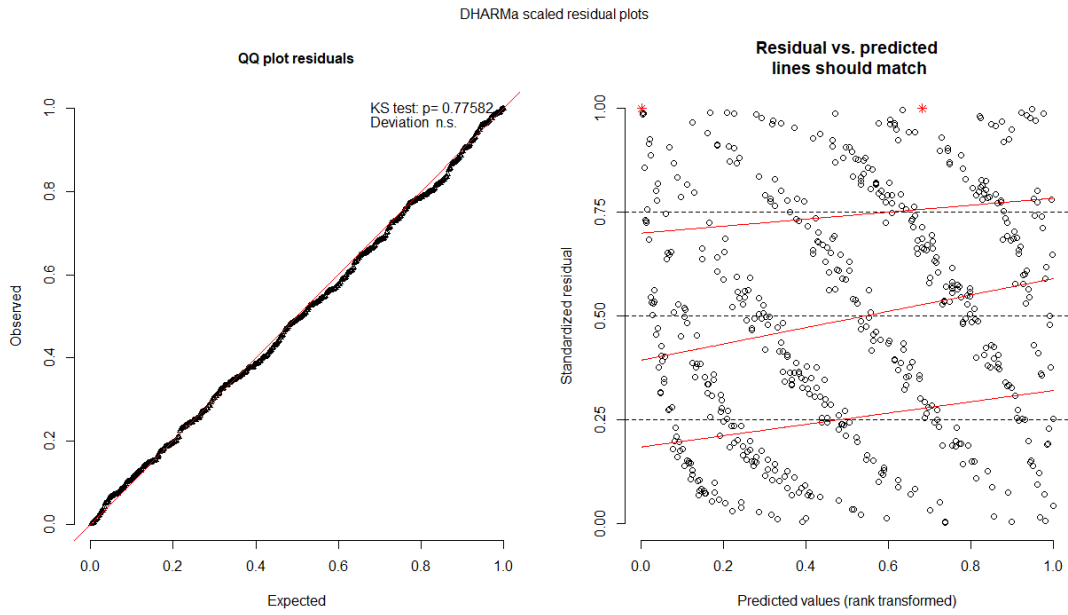 DHARMa scaled residual plots
QQ plot residuals
KS test: p= 0.77582
Deviation n.s.
Observed
0.0
0.2
0.4
0.6
0.8
1.0
0.0 0.2 0.4 0.6 0.8 1.0
Expected
Residual vs. predicted
lines should match
Standardized residual
0.00
0.25
0.50
0.75
1.00
0.0 0.2 0.4 0.6 0.8 1.0
Predicted values (rank transformed)